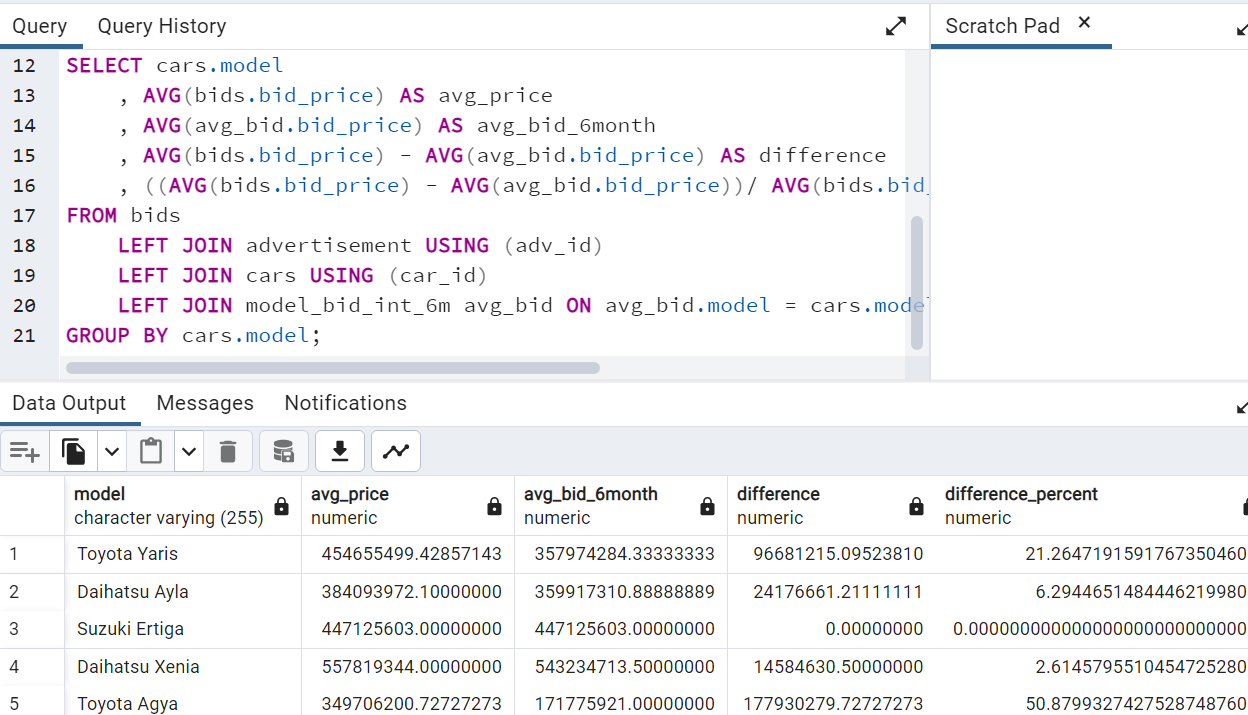 Query Query History Scratch Pad ×
12 SELECT cars.model
13 , AVG(bids.bid_price) AS avg_price
14 , AVG(avg_bid.bid_price) AS avg_bid_6month
15 , AVG(bids.bid_price) - AVG(avg_bid.bid_price) AS difference
16 , ((AVG(bids.bid_price) - AVG(avg_bid.bid_price))/ AVG(bids.bid_
17 FROM bids
18 LEFT JOIN advertisement USING (adv_id)
19 LEFT JOIN cars USING (car_id)
20 LEFT JOIN model_bid_int_6m avg_bid ON avg_bid.model = cars.mode
21 GROUP BY cars.model;
Data Output Messages Notifications
model avg_price avg_bid_6month difference difference_percent
character varying (255) numeric numeric numeric numeric
1 Toyota Yaris 454655499.42857143 357974284.33333333 96681215.09523810 21.2647191591767350460
2 Daihatsu Ayla 384093972.10000000 359917310.88888889 24176661.21111111 6.2944651484446219980
3 Suzuki Ertiga 447125603.00000000 447125603.00000000 0.00000000 0.000000000000000000000000
4 Daihatsu Xenia 557819344.00000000 543234713.50000000 14584630.50000000 2.6145795510454725280
5 Toyota Agya 349706200.72727273 171775921.00000000 177930279.72727273 50.8799327427528748760